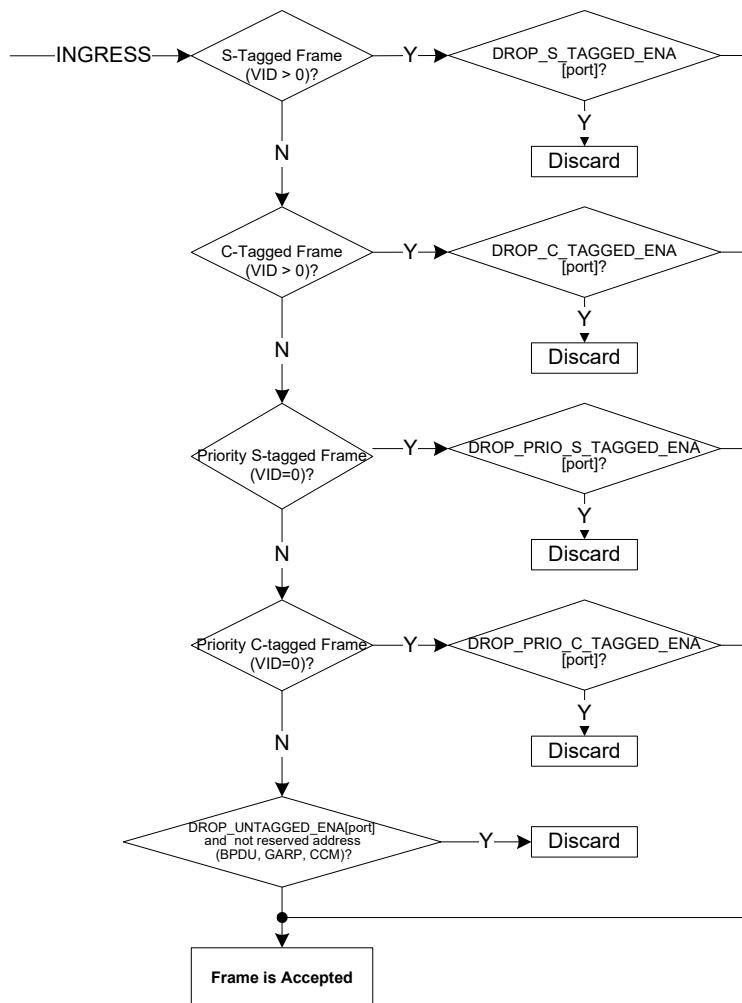 INGRESS
S-Tagged Frame
(VID > 0)?
Y
DROP_S_TAGGED_ENA
[port]?
Y
Discard
N
C-Tagged Frame
(VID > 0)?
Y
DROP_C_TAGGED_ENA
[port]?
Y
Discard
N
Priority S-tagged Frame
(VID=0)?
Y
DROP_PRIO_S_TAGGED_ENA
[port]?
Y
Discard
N
Priority C-tagged Frame
(VID=0)?
Y
DROP_PRIO_C_TAGGED_ENA
[port]?
Y
Discard
N
DROP_UNTAGGED_ENA[port]
and not reserved address
(BPDU, GARP, CCM)?
Y
Discard
Frame is Accepted